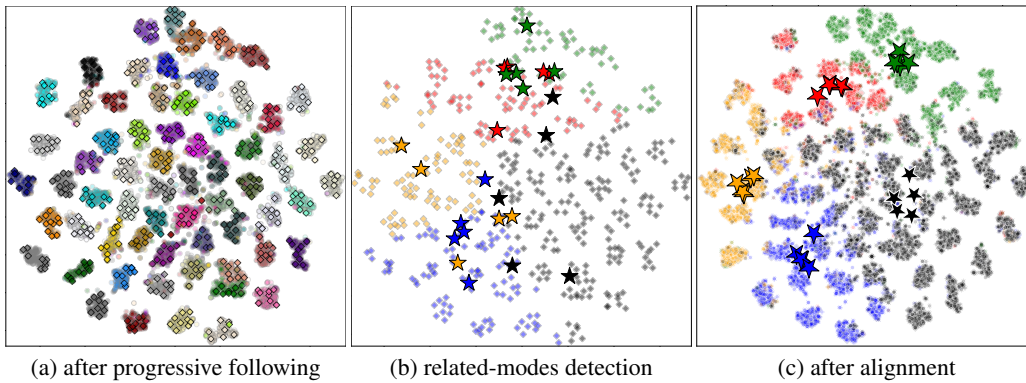 (a) after progressive following
(b) related-modes detection
(c) after alignment